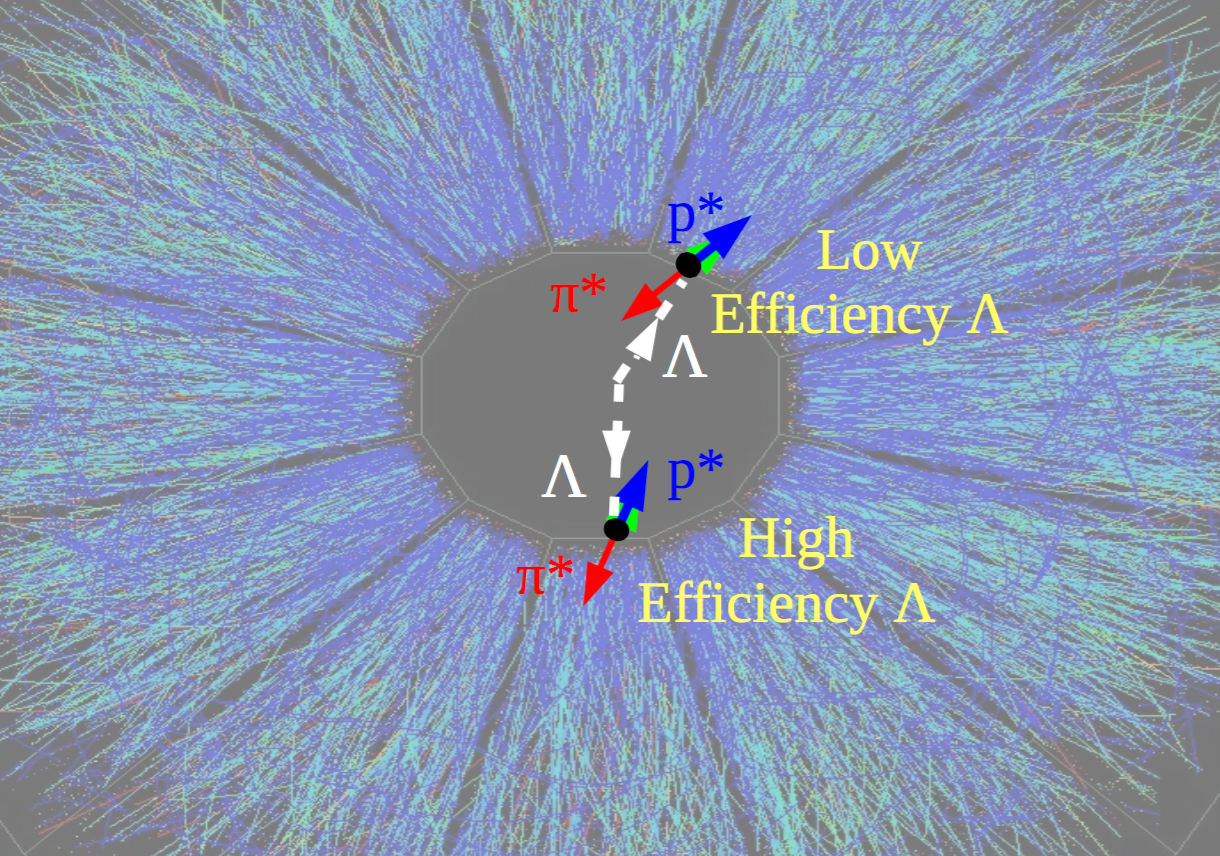 p*
π*
Low
Efficiency Λ
Λ
Λ
p*
π*
High
Efficiency Λ